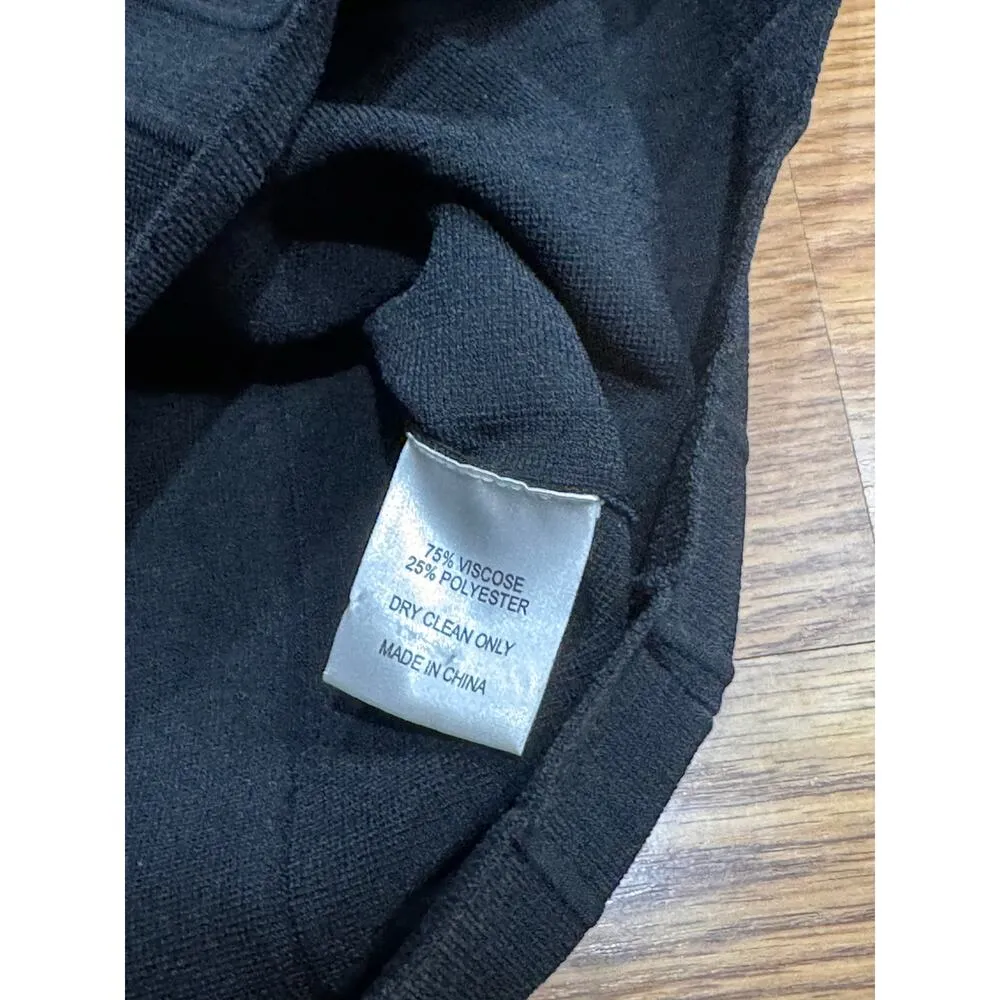 75% VISCOSE
25% POLYESTER
DRY CLEAN ONLY
MADE IN CHINA